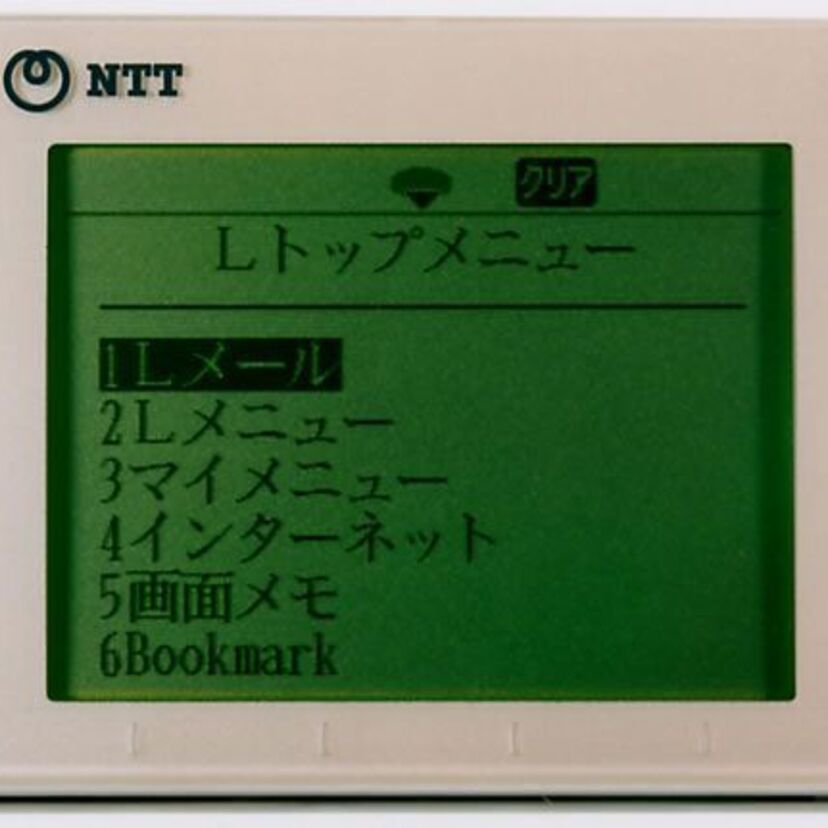 NTT
クリア
Lトップメニュー
1Lメール
2Lメニュー
3マイメニュー
4インターネット
5画面メモ
6Bookmark